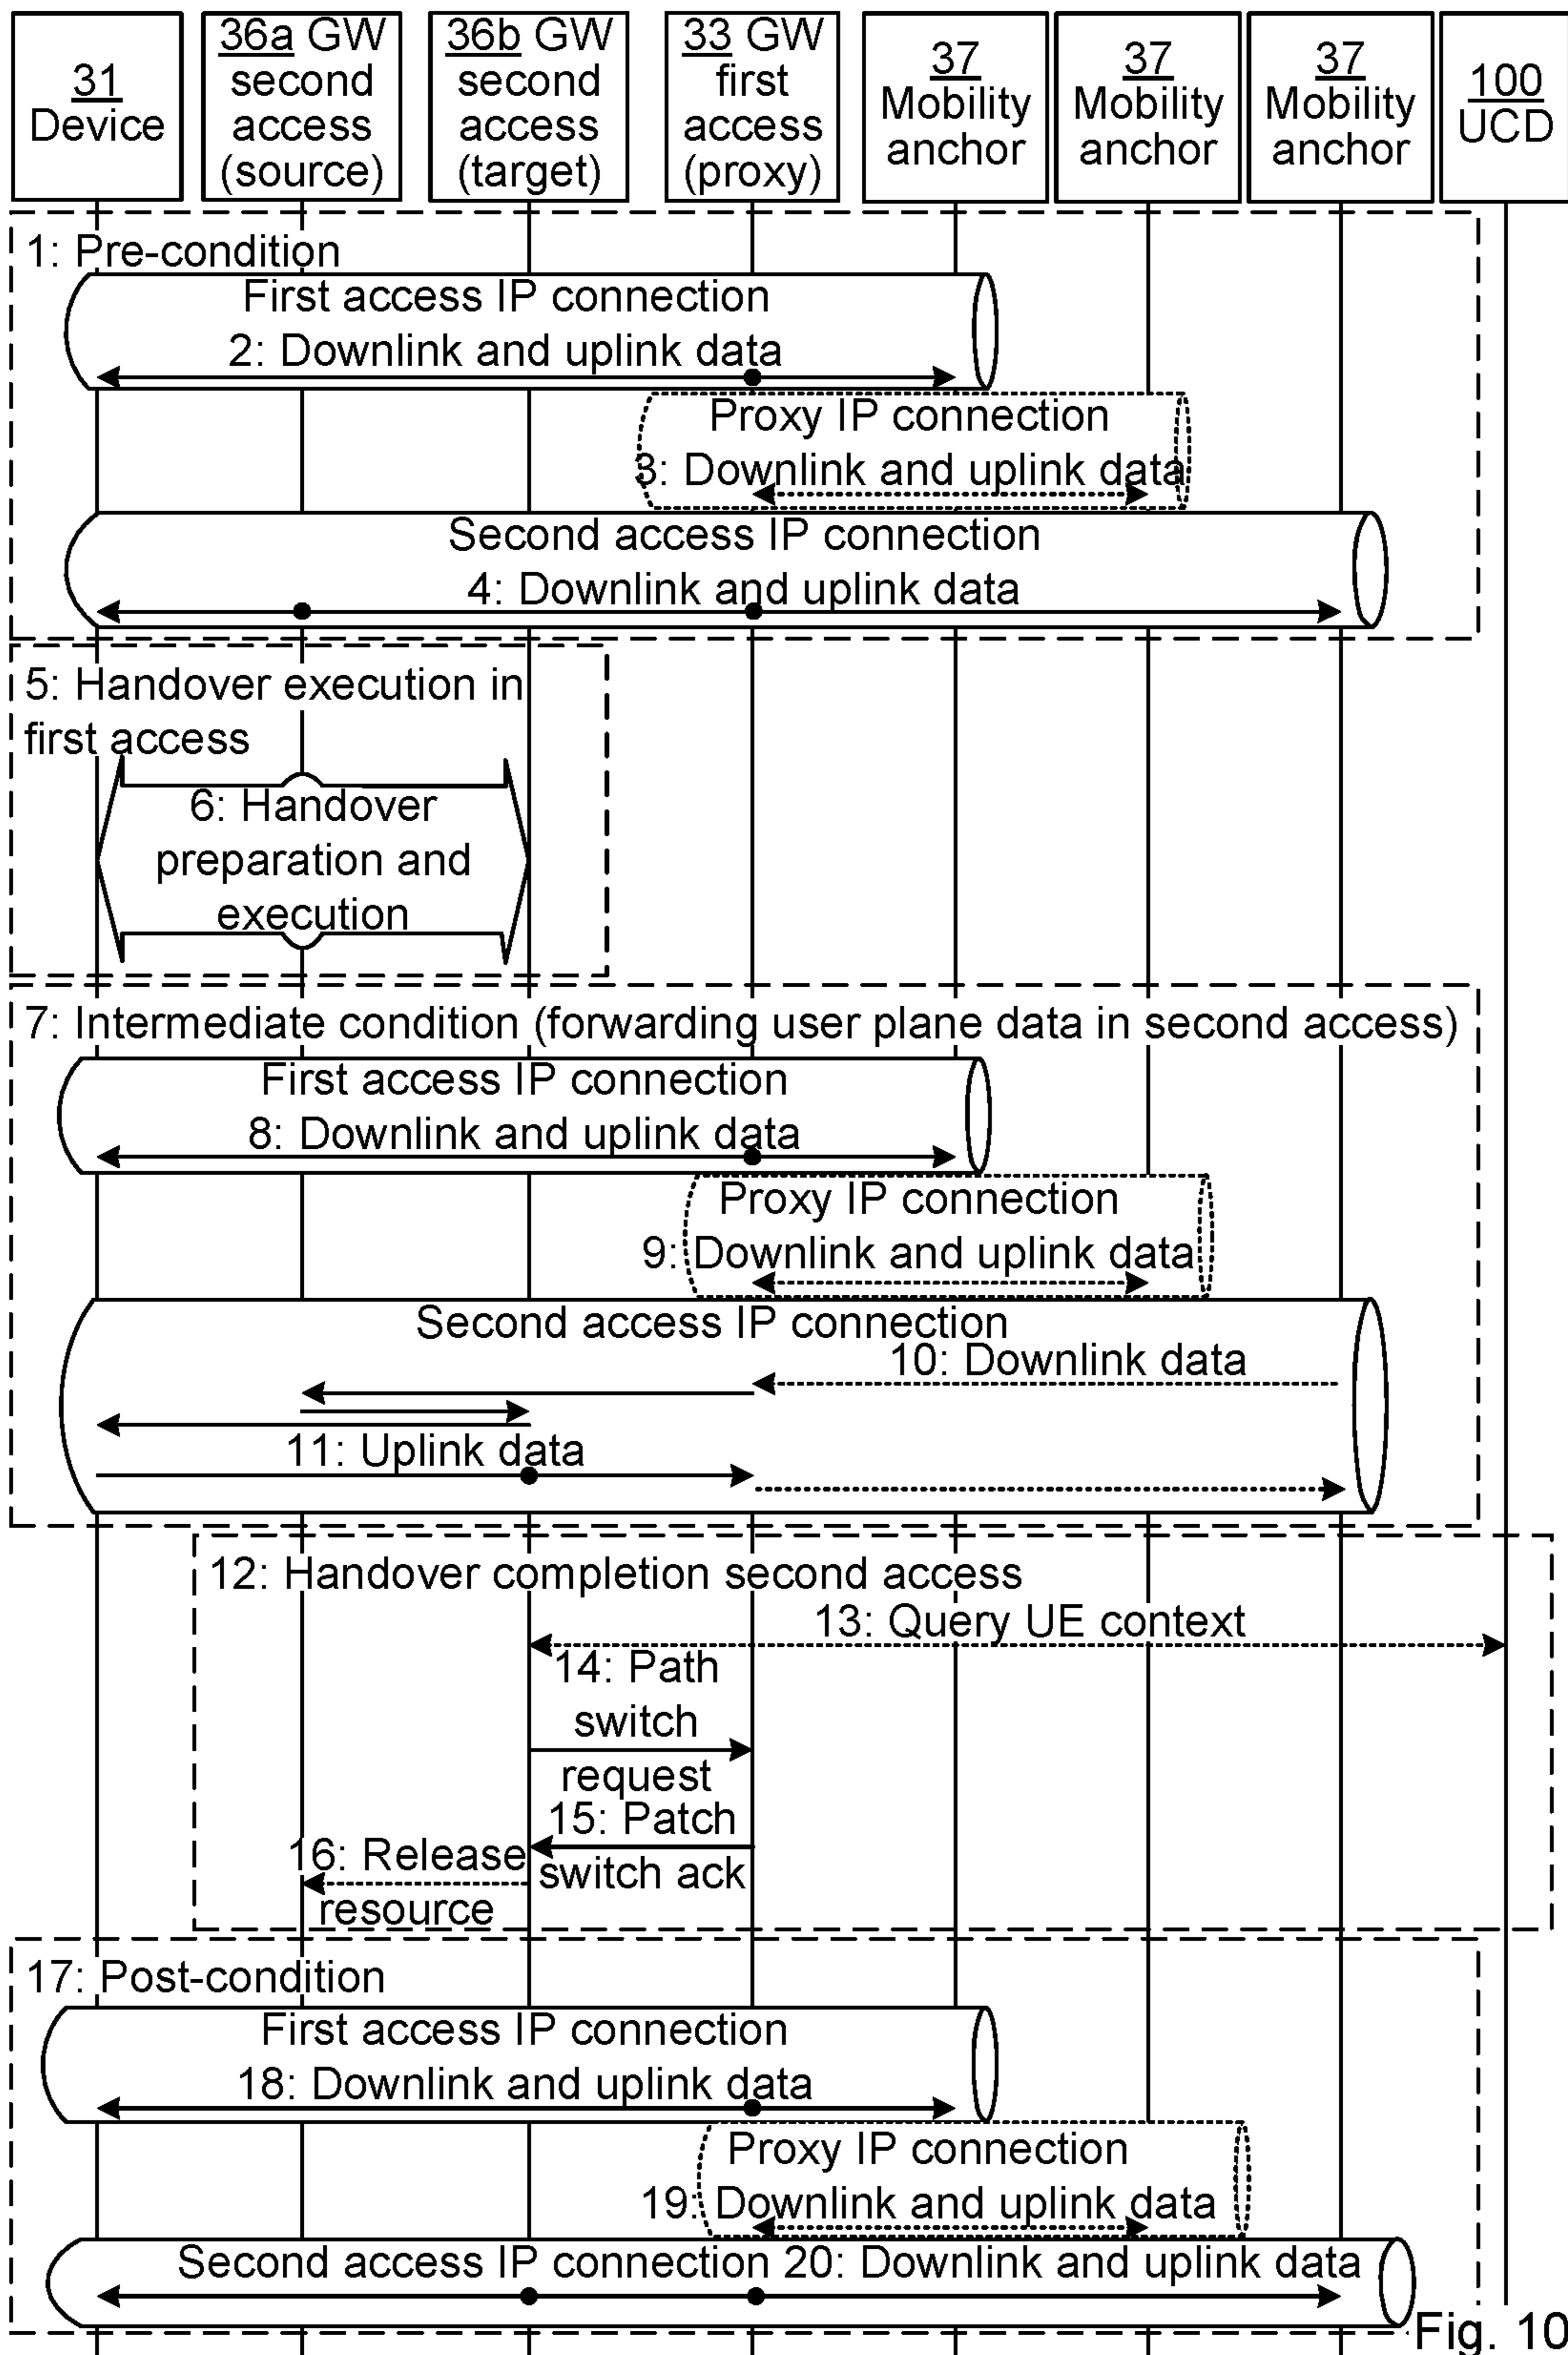 31
Device
36a GW
second
access
(source)
36b GW
second
access
(target)
33 GW
first
access
(proxy)
37
Mobility
anchor
37
Mobility
anchor
37
Mobility
anchor
100
UCD
1: Pre-condition
First access IP connection
2: Downlink and uplink data
Proxy IP connection
3: Downlink and uplink data
Second access IP connection
4: Downlink and uplink data
5: Handover execution in
first access
6: Handover
preparation and
execution
7: Intermediate condition (forwarding user plane data in second access)
First access IP connection
8: Downlink and uplink data
Proxy IP connection
9: Downlink and uplink data
Second access IP connection
10: Downlink data
11: Uplink data
12: Handover completion second access
13: Query UE context
14: Path
switch
request
15: Patch
switch ack
16: Release
resource
17: Post-condition
First access IP connection
18: Downlink and uplink data
Proxy IP connection
19: Downlink and uplink data
Second access IP connection 20: Downlink and uplink data
Fig. 10